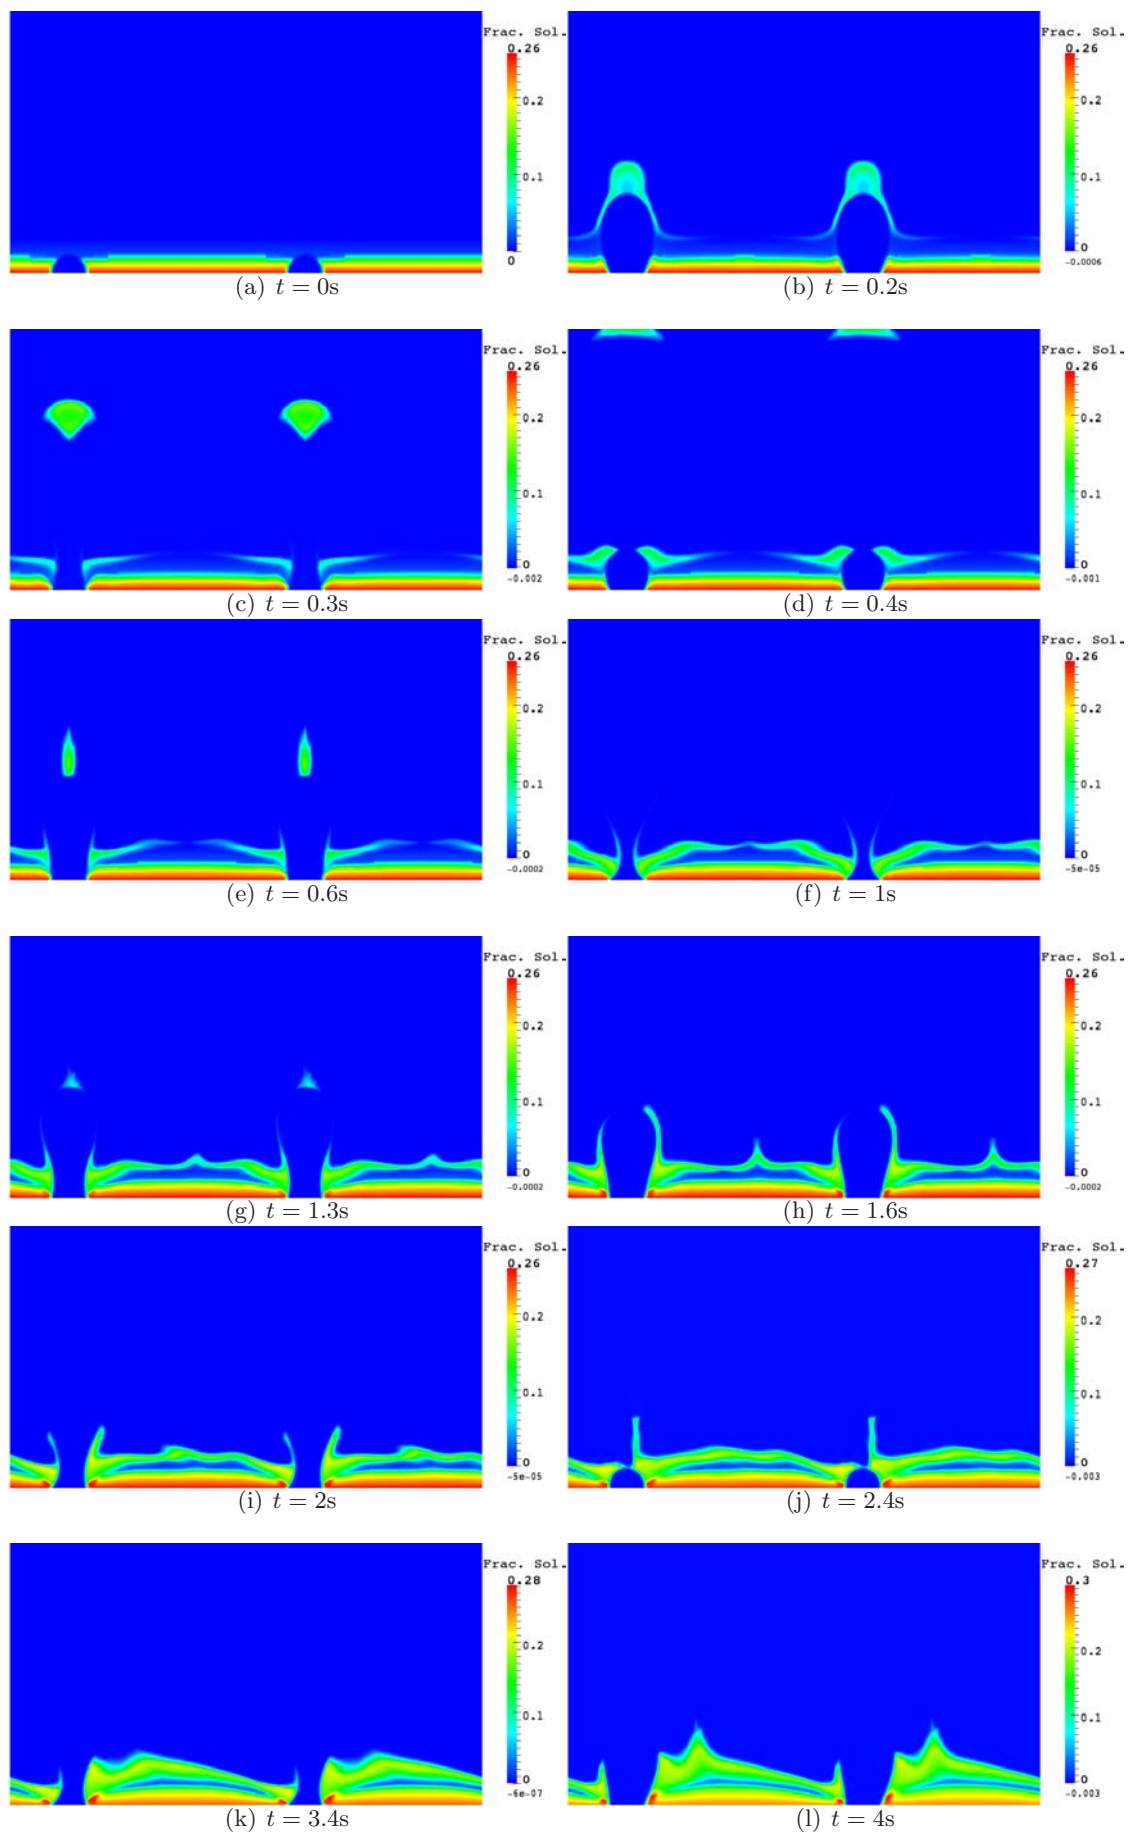 Frac. Sol.
0.26
0.2
0.1
0
0
(a) t = 0s
Frac. Sol.
0.26
0.2
0.1
0
-0.0006
(b) t = 0.2s
Frac. Sol.
0.26
0.2
0.1
0
-0.002
(c) t = 0.3s
Frac. Sol.
0.26
0.2
0.1
0
-0.001
(d) t = 0.4s
Frac. Sol.
0.26
0.2
0.1
0
-0.0002
(e) t = 0.6s
Frac. Sol.
0.26
0.2
0.1
0
-5e-05
(f) t = 1s
Frac. Sol.
0.26
0.2
0.1
0
-0.0002
(g) t = 1.3s
Frac. Sol.
0.26
0.2
0.1
0
-0.0002
(h) t = 1.6s
Frac. Sol.
0.26
0.2
0.1
0
-5e-05
(i) t = 2s
Frac. Sol.
0.27
0.2
0.1
0
-0.003
(j) t = 2.4s
Frac. Sol.
0.28
0.2
0.1
0
-6e-07
(k) t = 3.4s
Frac. Sol.
0.3
0.2
0.1
0
-0.003
(l) t = 4s